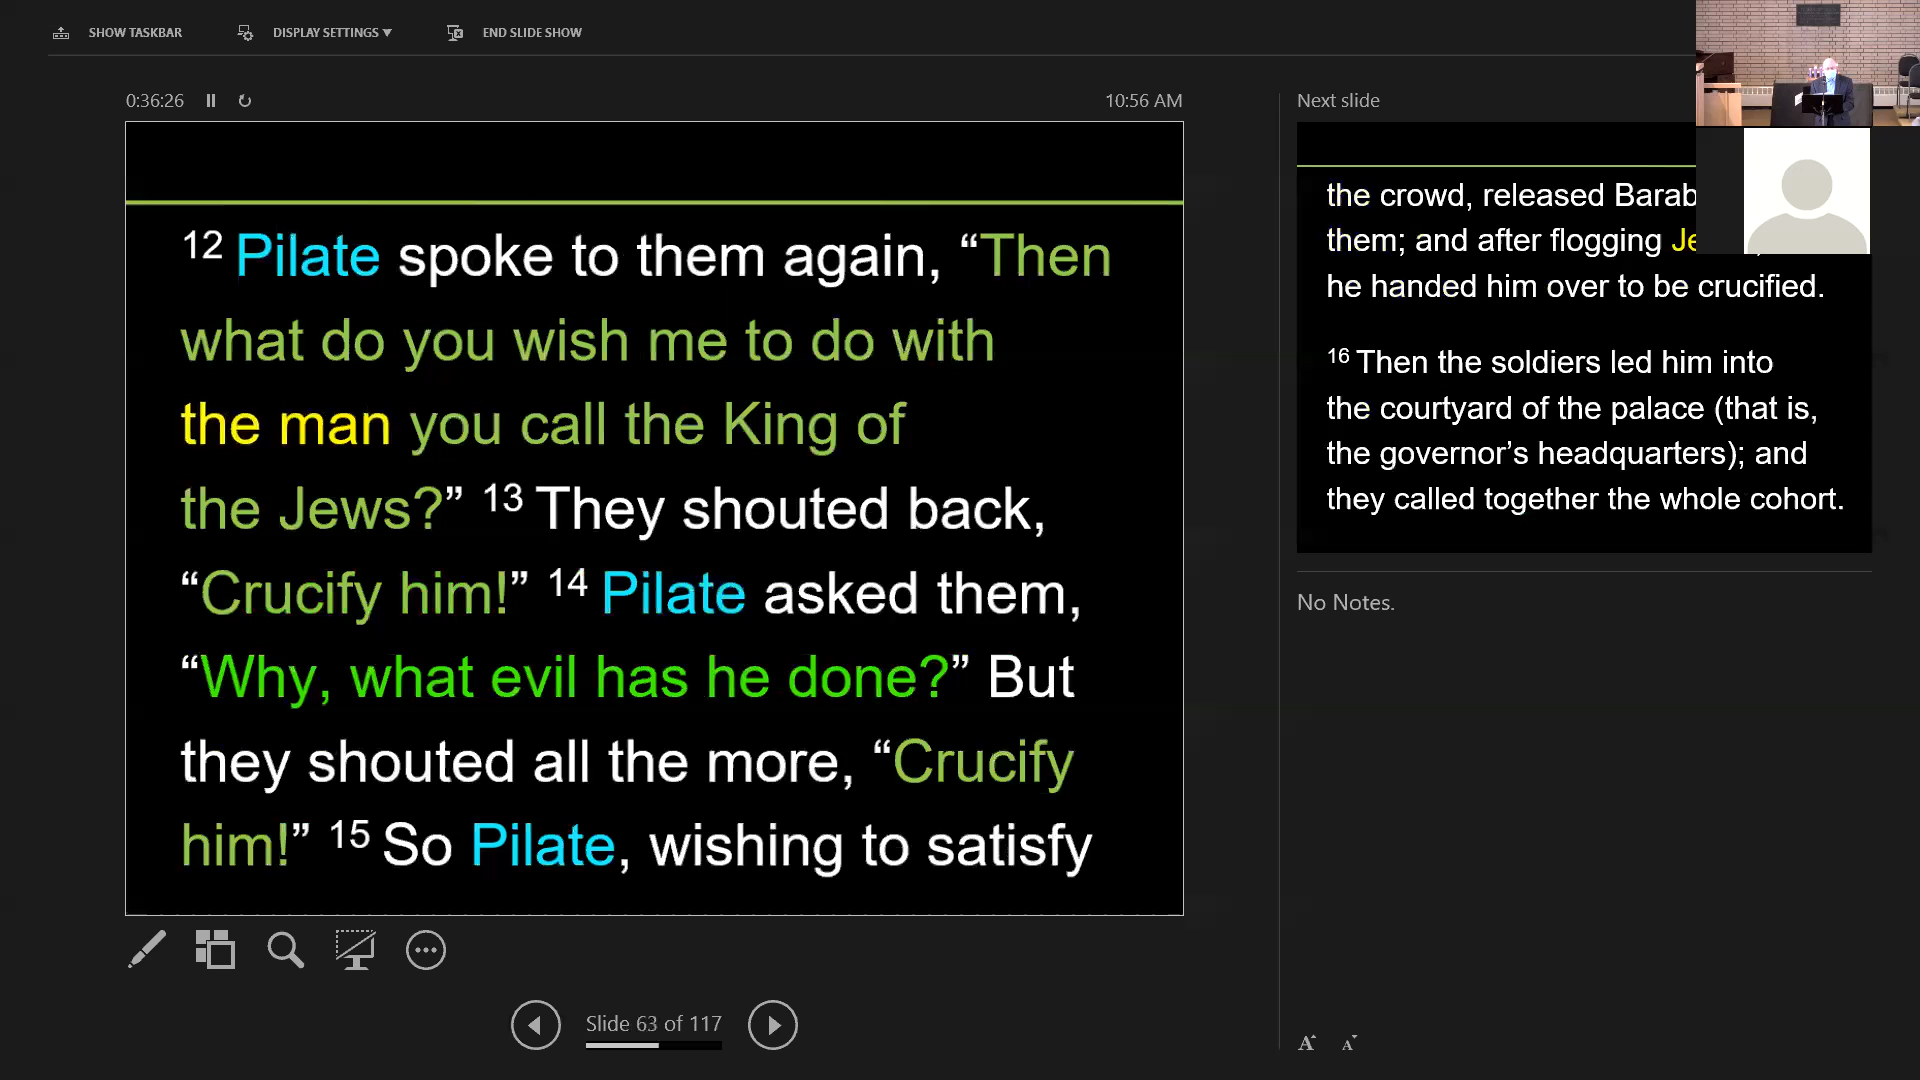 SHOW TASKBAR
DISPLAY SETTINGS ▼
END SLIDE SHOW
0:36:26
10:56 AM
12 Pilate spoke to them again, “Then
what do you wish me to do with
the man you call the King of
the Jews?” 13 They shouted back,
“Crucify him!” 14 Pilate asked them,
“Why, what evil has he done?” But
they shouted all the more, “Crucify
him!” 15 So Pilate, wishing to satisfy
Slide 63 of 117
Next slide
the crowd, released Barab
them; and after flogging Je
he handed him over to be crucified.
16 Then the soldiers led him into
the courtyard of the palace (that is,
the governor’s headquarters); and
they called together the whole cohort.
No Notes.
A A